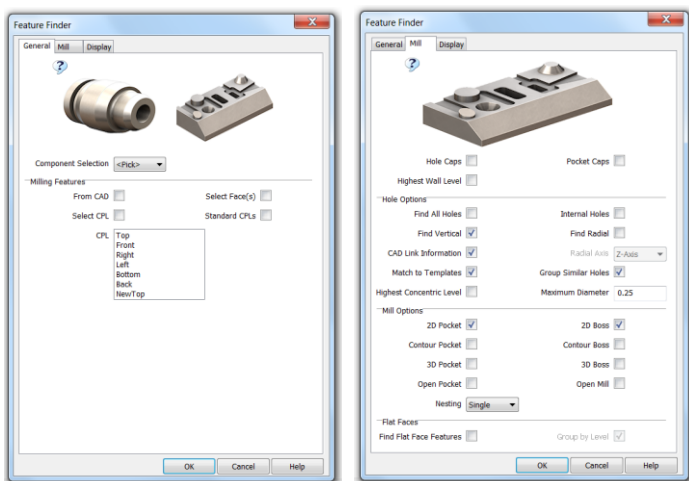 Feature Finder
General Mill Display
?
Component Selection <Pick>
Milling Features
From CAD Select Face(s)
Select CPL Standard CPLs
CPL Top
Front
Right
Left
Bottom
Back
NewTop
OK Cancel Help
Feature Finder
General Mill Display
?
Hole Caps Pocket Caps
Highest Wall Level
Hole Options
Find All Holes Internal Holes
Find Vertical Find Radial
CAD Link Information Radial Axis Z-Axis
Match to Templates Group Similar Holes
Highest Concentric Level Maximum Diameter 0.25
Mill Options
2D Pocket 2D Boss
Contour Pocket Contour Boss
3D Pocket 3D Boss
Open Pocket Open Mill
Nesting Single
Flat Faces
Find Flat Face Features Group by Level
OK Cancel Help